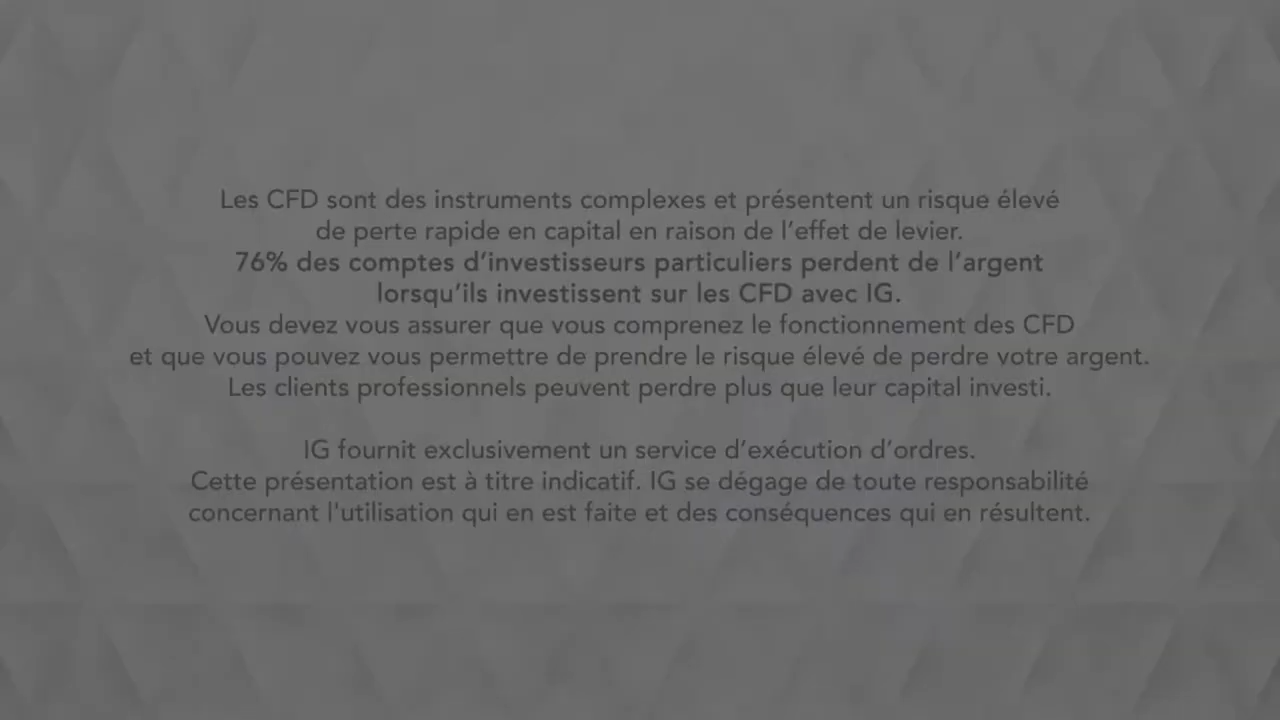 Les CFD sont des instruments complexes et présentent un risque élevé
de perte rapide en capital en raison de l’effet de levier.
76% des comptes d’investisseurs particuliers perdent de l’argent
lorsqu’ils investissent sur les CFD avec IG.
Vous devez vous assurer que vous comprenez le fonctionnement des CFD
et que vous pouvez vous permettre de prendre le risque élevé de perdre votre argent.
Les clients professionnels peuvent perdre plus que leur capital investi.
IG fournit exclusivement un service d’exécution d’ordres.
Cette présentation est à titre indicatif. IG se dégage de toute responsabilité
concernant l'utilisation qui en est faite et des conséquences qui en résultent.